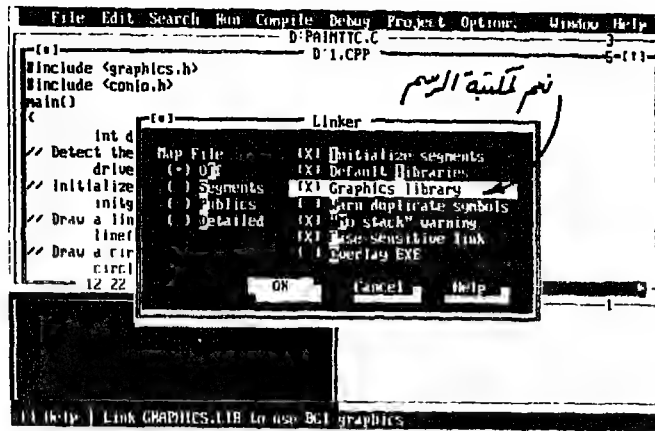 File Edit Search Run Compile Debug Project Options Window Help
D:PAINTTC.C 3
[■] D:1.CPP 5-[↕]
#include <graphics.h>
#include <conio.h>
main()
{
نعم لمكتبة الرسم
int d
// Detect the
drive
// Initialize
initg
// Draw a lin
linef
// Draw a cir
circl
12 22
[■] Linker
Map File
(•) Off
( ) Segments
( ) Publics
( ) Detailed
[X] Initialize segments
[X] Default libraries
[X] Graphics library
[ ] Warn duplicate symbols
[X] "No stack" warning
[X] Case-sensitive link
[ ] Overlay EXE
OK Cancel Help
1
Help | Link GRAPHICS.LIB to use BGI graphics